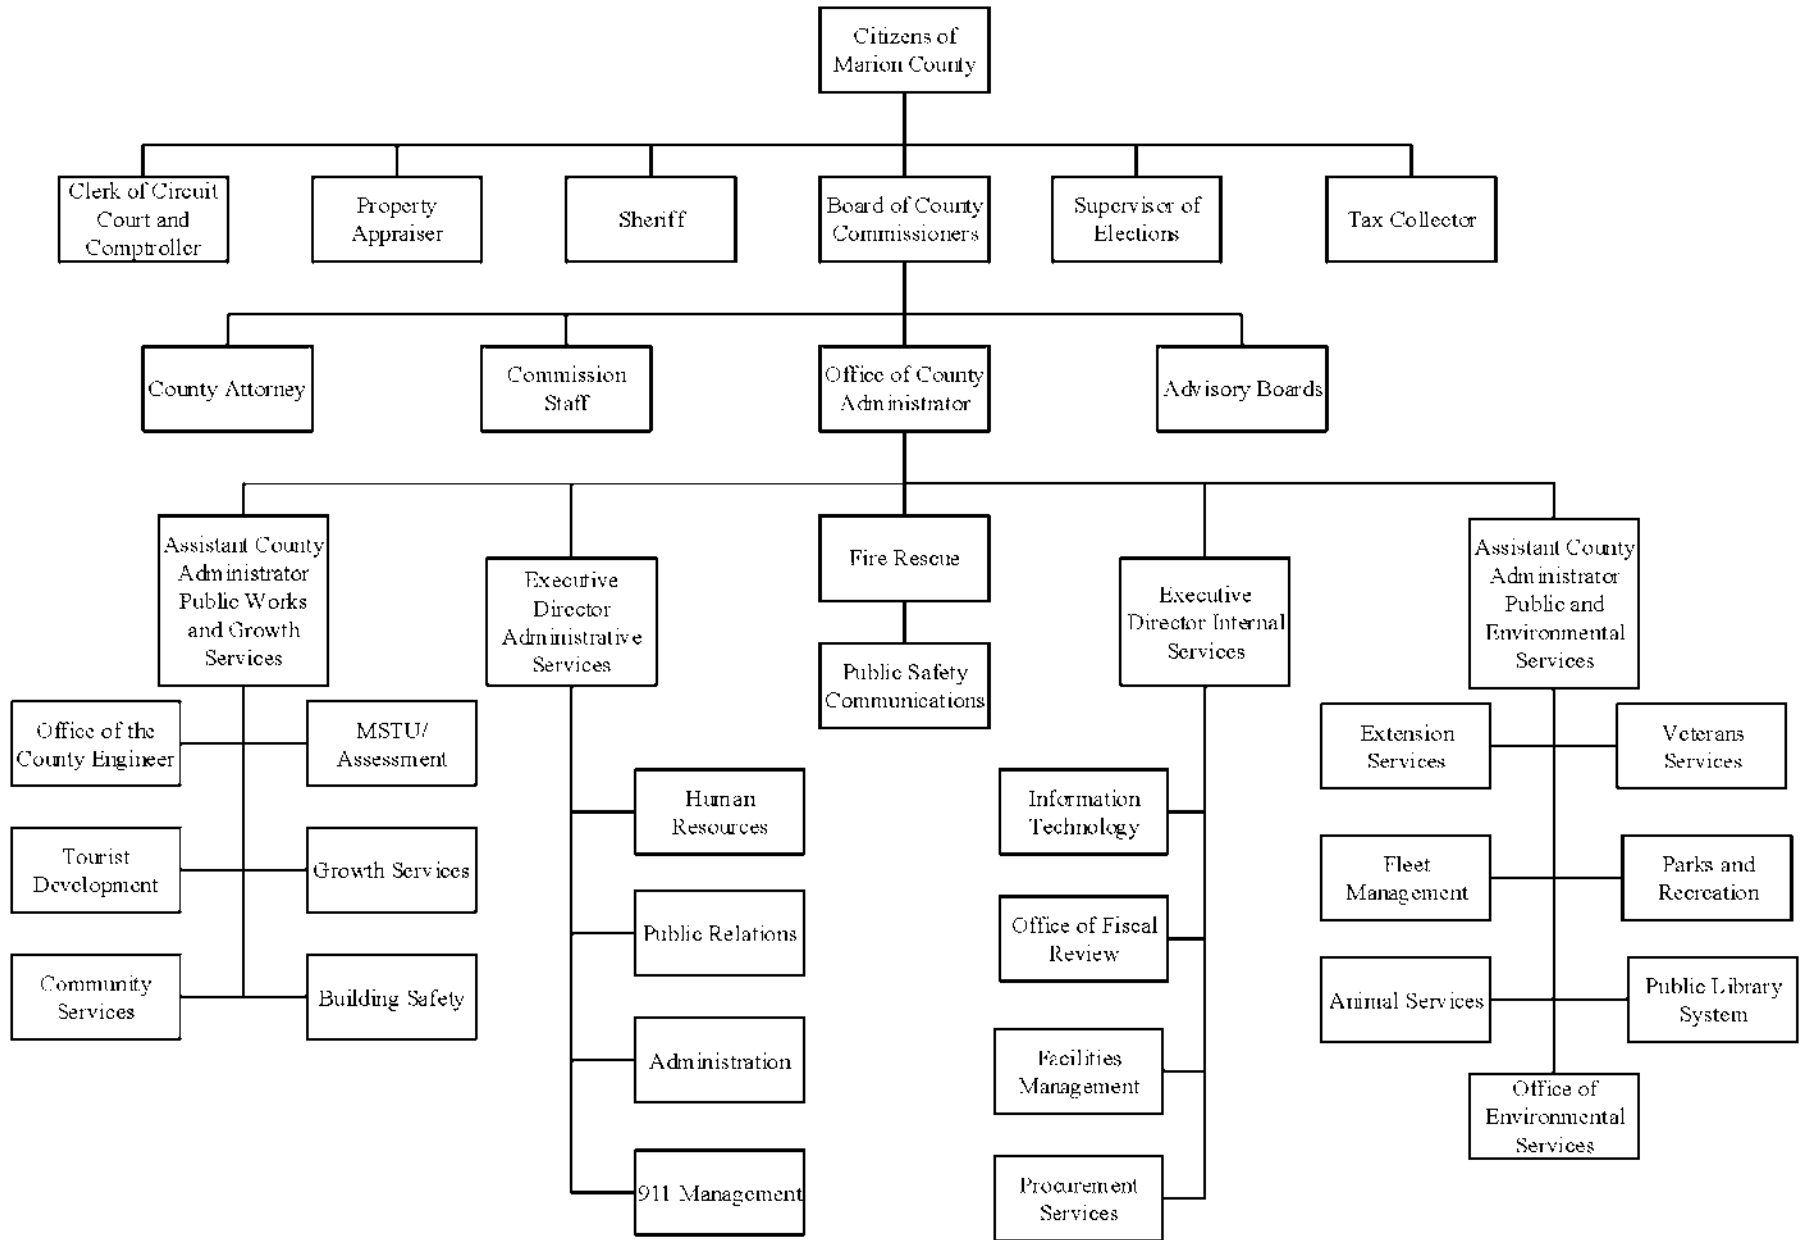 Citizens of
Marion County
Clerk of Circuit
Court and
Comptroller
Property
Appraiser
Sheriff
Board of County
Commissioners
Supervisor of
Elections
Tax Collector
County Attorney
Commission
Staff
Office of County
Administrator
Advisory Boards
Assistant County
Administrator
Public Works
and Growth
Services
Executive
Director
Administrative
Services
Fire Rescue
Public Safety
Communications
Executive
Director Internal
Services
Assistant County
Administrator
Public and
Environmental
Services
Office of the
County Engineer
MSTU/
Assessment
Tourist
Development
Growth Services
Community
Services
Building Safety
Human
Resources
Public Relations
Administration
911 Management
Information
Technology
Office of Fiscal
Review
Facilities
Management
Procurement
Services
Extension
Services
Veterans
Services
Fleet
Management
Parks and
Recreation
Animal Services
Public Library
System
Office of
Environmental
Services